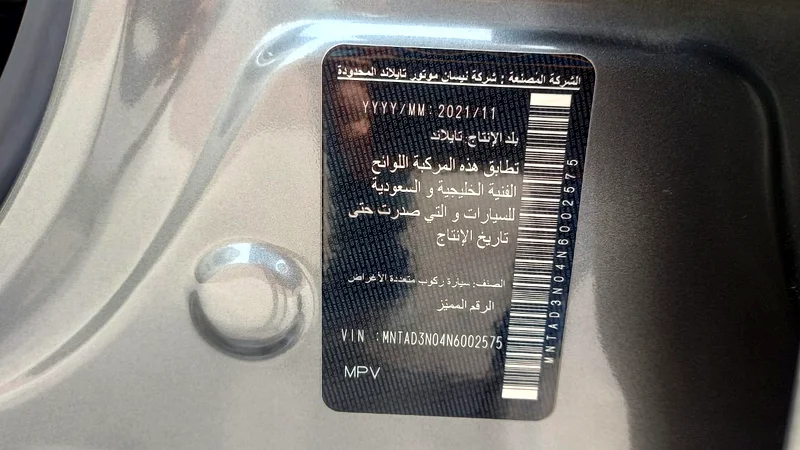 الشركة المصنعة : شركة نيسان موتور تايلاند المحدودة
YYYY/MM: 2021/11
بلد الإنتاج: تايلاند
تطابق هذه المركبة اللوائح
الفنية الخليجية و السعودية
للسيارات و التي صدرت حتى
تاريخ الإنتاج
الصنف: سيارة ركوب متعددة الأغراض
الرقم المميّز
VIN :MNTAD3N04N6002575
MPV
MNTAD3N04N6002575